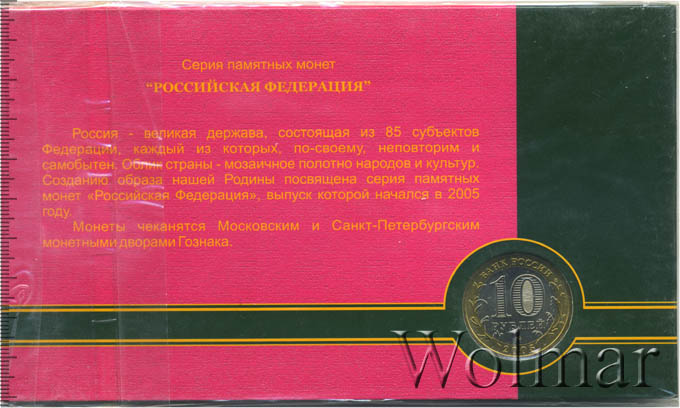 Серия памятных монет
“РОССИЙСКАЯ ФЕДЕРАЦИЯ”
Россия - великая держава, состоящая из 85 субъектов
Федерации, каждый из которых, по-своему, неповторим и
самобытен. Облик страны - мозаичное полотно народов и культур.
Созданию образа нашей Родины посвящена серия памятных
монет «Российская Федерация», выпуск которой начался в 2005
году.
Монеты чеканятся Московским и Санкт-Петербургским
монетными дворами Гознака.
БАНК РОССИИ
10
РУБЛЕЙ
Wolmar